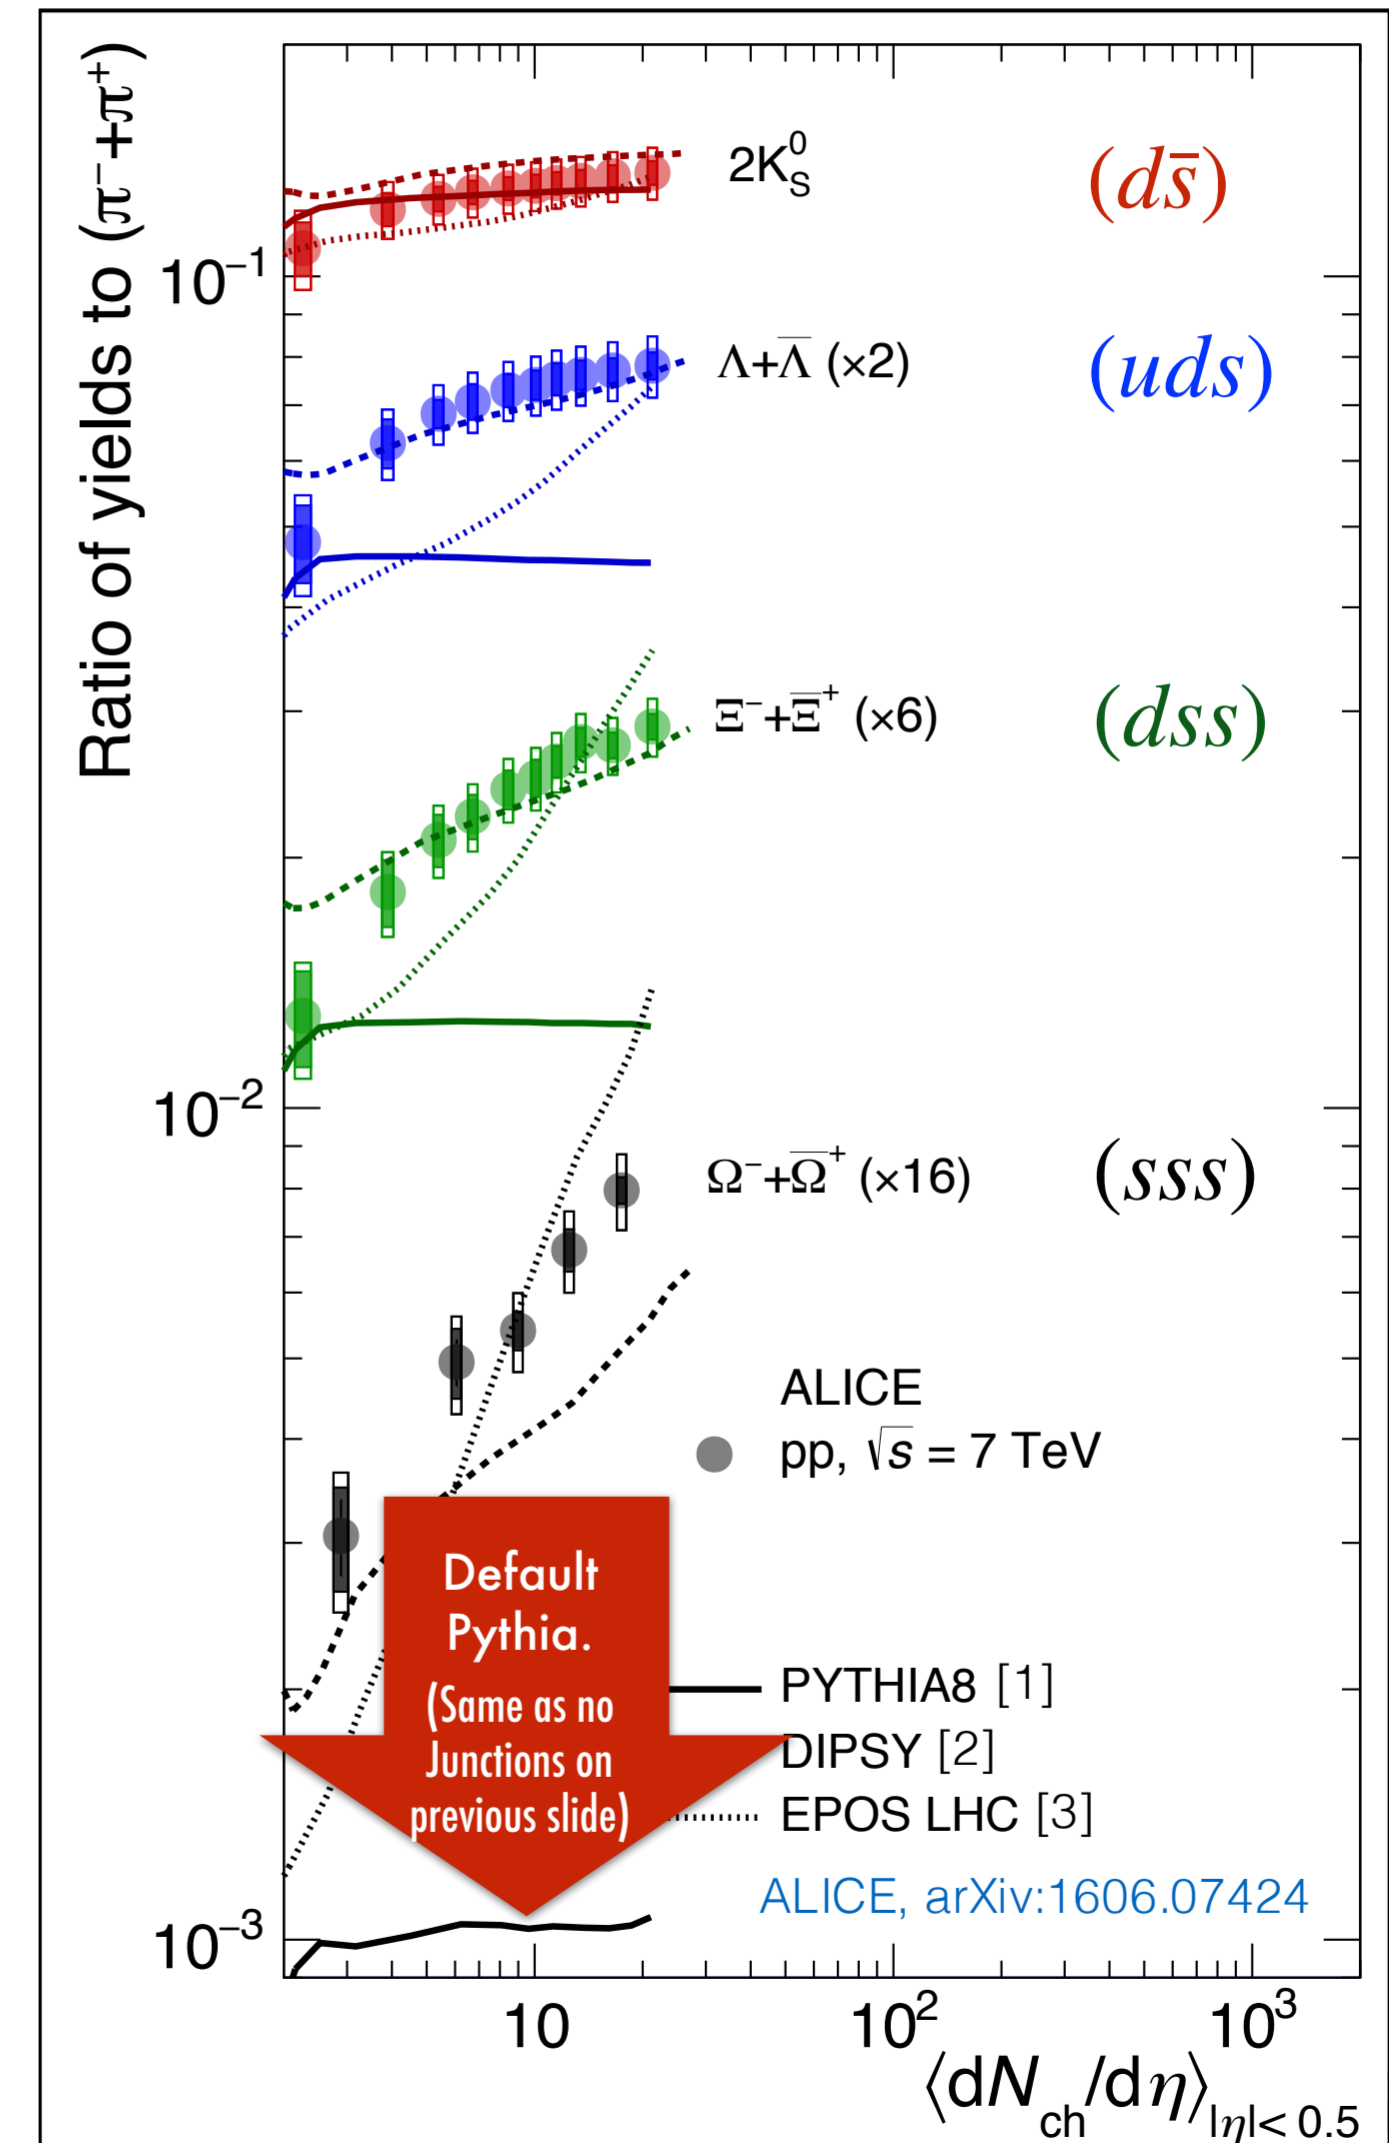 Ratio of yields to (π⁻+π⁺)
10⁻¹
10⁻²
10⁻³
2K⁰_S
(ds̅)
Λ+Λ̅ (×2)
(uds)
Ξ⁻+Ξ̅⁺ (×6)
(dss)
Ω⁻+Ω̅⁺ (×16)
(sss)
ALICE
pp, √s = 7 TeV
Default
Pythia.
(Same as no
Junctions on
previous slide)
PYTHIA8 [1]
DIPSY [2]
EPOS LHC [3]
ALICE, arXiv:1606.07424
10
10²
10³
⟨dN_ch/dη⟩_|η|< 0.5